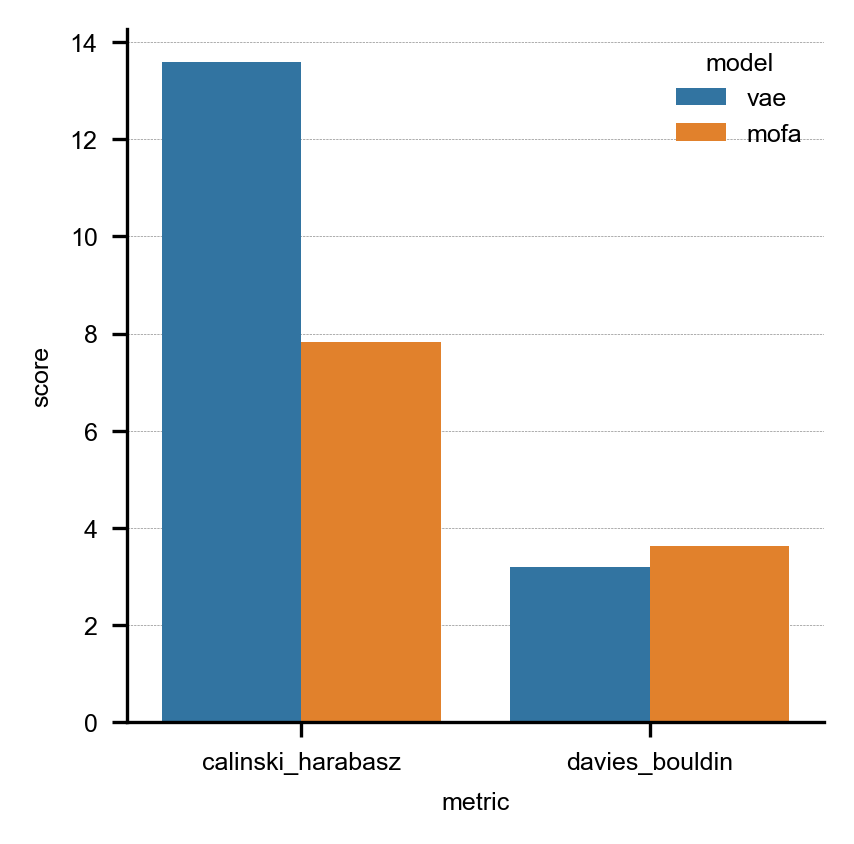 14
12
10
8
6
4
2
0
score
model
vae
mofa
calinski_harabasz
davies_bouldin
metric